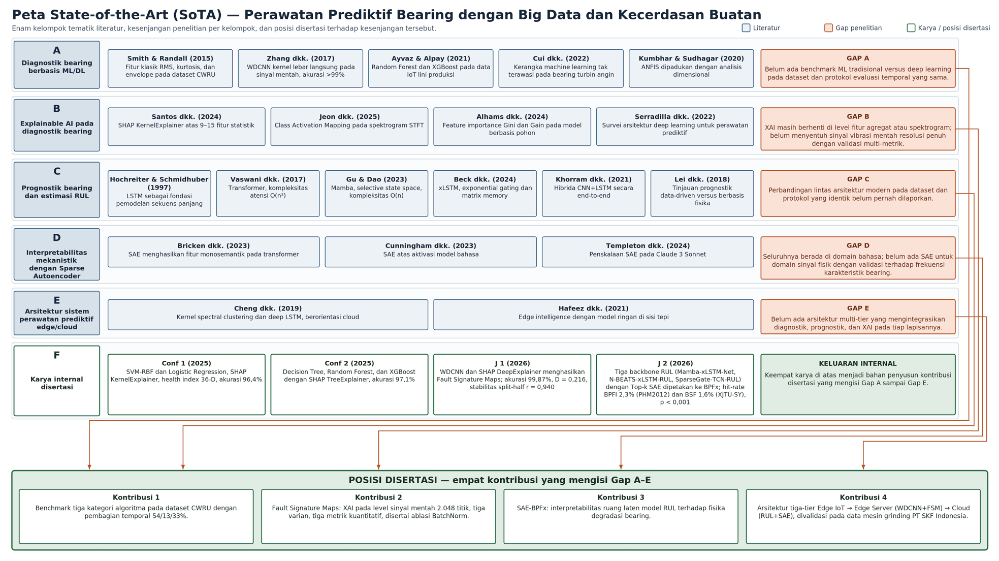 Peta State-of-the-Art (SoTA) — Perawatan Prediktif Bearing dengan Big Data dan Kecerdasan Buatan
Enam kelompok tematik literatur, kesenjangan penelitian per kelompok, dan posisi disertasi terhadap kesenjangan tersebut.
Literatur
Gap penelitian
Karya / posisi disertasi
A
Diagnostik bearing
berbasis ML/DL
Smith & Randall (2015)
Fitur klasik RMS, kurtosis, dan
envelope pada dataset CWRU
Zhang dkk. (2017)
WDCNN kernel lebar langsung pada
sinyal mentah, akurasi >99%
Ayvaz & Alpay (2021)
Random Forest dan XGBoost pada data
IoT lini produksi
Cui dkk. (2022)
Kerangka machine learning tak
terawasi pada bearing turbin angin
Kumbhar & Sudhagar (2020)
ANFIS dipadukan dengan analisis
dimensional
GAP A
Belum ada benchmark ML tradisional versus deep learning
pada dataset dan protokol evaluasi temporal yang sama.
B
Explainable AI pada
diagnostik bearing
Santos dkk. (2024)
SHAP KernelExplainer atas 9–15 fitur statistik
Jeon dkk. (2025)
Class Activation Mapping pada spektrogram STFT
Alhams dkk. (2024)
Feature importance Gini dan Gain pada model
berbasis pohon
Serradilla dkk. (2022)
Survei arsitektur deep learning untuk perawatan
prediktif
GAP B
XAI masih berhenti di level fitur agregat atau spektrogram;
belum menyentuh sinyal vibrasi mentah resolusi penuh
dengan validasi multi-metrik.
C
Prognostik bearing
dan estimasi RUL
Hochreiter & Schmidhuber
(1997)
LSTM sebagai fondasi
pemodelan sekuens panjang
Vaswani dkk. (2017)
Transformer, kompleksitas
atensi O(n²)
Gu & Dao (2023)
Mamba, selective state space,
kompleksitas O(n)
Beck dkk. (2024)
xLSTM, exponential gating dan
matrix memory
Khorram dkk. (2021)
Hibrida CNN+LSTM secara
end-to-end
Lei dkk. (2018)
Tinjauan prognostik
data-driven versus berbasis
fisika
GAP C
Perbandingan lintas arsitektur modern pada dataset dan
protokol yang identik belum pernah dilaporkan.
D
Interpretabilitas
mekanistik
dengan Sparse
Autoencoder
Bricken dkk. (2023)
SAE menghasilkan fitur monosemantik pada transformer
Cunningham dkk. (2023)
SAE atas aktivasi model bahasa
Templeton dkk. (2024)
Penskalaan SAE pada Claude 3 Sonnet
GAP D
Seluruhnya berada di domain bahasa; belum ada SAE untuk
domain sinyal fisik dengan validasi terhadap frekuensi
karakteristik bearing.
E
Arsitektur sistem
perawatan prediktif
edge/cloud
Cheng dkk. (2019)
Kernel spectral clustering dan deep LSTM, berorientasi cloud
Hafeez dkk. (2021)
Edge intelligence dengan model ringan di sisi tepi
GAP E
Belum ada arsitektur multi-tier yang mengintegrasikan
diagnostik, prognostik, dan XAI pada tiap lapisannya.
F
Karya internal
disertasi
Conf 1 (2025)
SVM-RBF dan Logistic Regression, SHAP
KernelExplainer, health index 36-D, akurasi 96,4%
Conf 2 (2025)
Decision Tree, Random Forest, dan XGBoost
dengan SHAP TreeExplainer, akurasi 97,1%
J 1 (2026)
WDCNN dan SHAP DeepExplainer menghasilkan
Fault Signature Maps; akurasi 99,87%, D = 0,216,
stabilitas split-half r = 0,940
J 2 (2026)
Tiga backbone RUL (Mamba-xLSTM-Net,
N-BEATS-xLSTM-RUL, SparseGate-TCN-RUL)
dengan Top-k SAE dipetakan ke BPFx; hit-rate
BPFI 2,3% (PHM2012) dan BSF 1,6% (XJTU-SY),
p < 0,001
KELUARAN INTERNAL
Keempat karya di atas menjadi bahan penyusun kontribusi
disertasi yang mengisi Gap A sampai Gap E.
POSISI DISERTASI — empat kontribusi yang mengisi Gap A–E
Kontribusi 1
Benchmark tiga kategori algoritma pada dataset CWRU dengan
pembagian temporal 54/13/33%.
Kontribusi 2
Fault Signature Maps: XAI pada level sinyal mentah 2.048 titik, tiga
varian, tiga metrik kuantitatif, disertai ablasi BatchNorm.
Kontribusi 3
SAE-BPFx: interpretabilitas ruang laten model RUL terhadap fisika
degradasi bearing.
Kontribusi 4
Arsitektur tiga-tier Edge IoT → Edge Server (WDCNN+FSM) → Cloud
(RUL+SAE), divalidasi pada data mesin grinding PT SKF Indonesia.